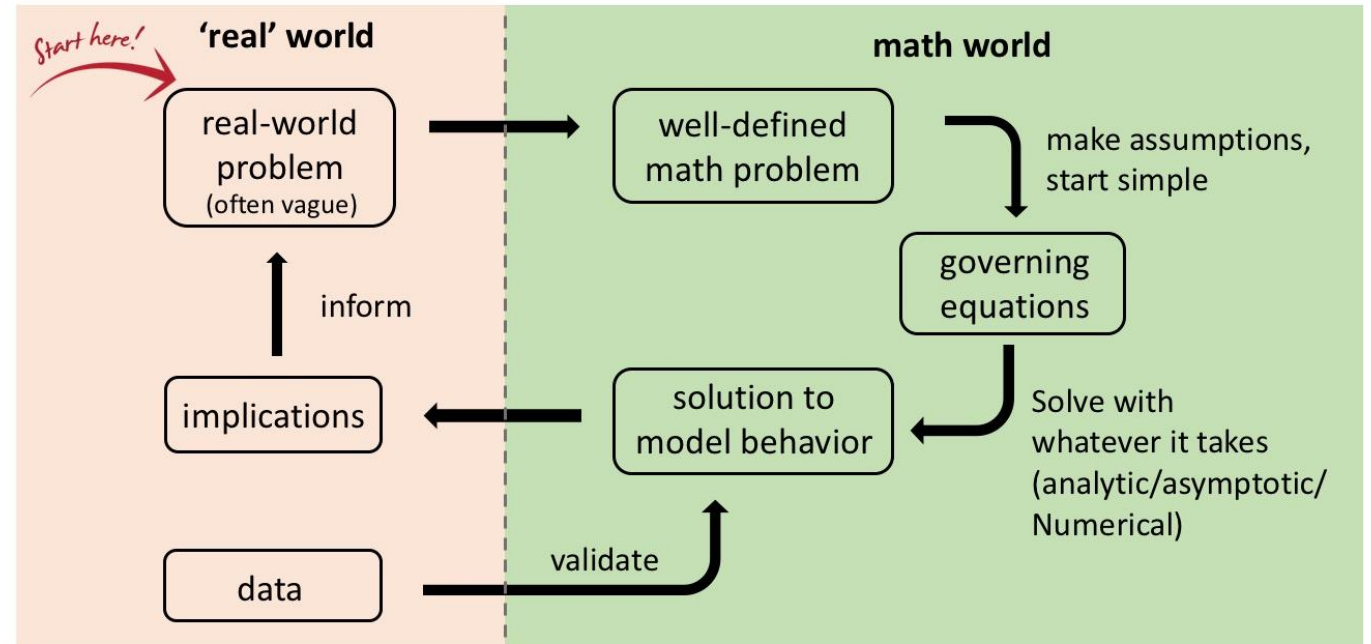 Start here!
‘real’ world
math world
real-world
problem
(often vague)
well-defined
math problem
make assumptions,
start simple
governing
equations
inform
implications
solution to
model behavior
Solve with
whatever it takes
(analytic/asymptotic/
Numerical)
validate
data